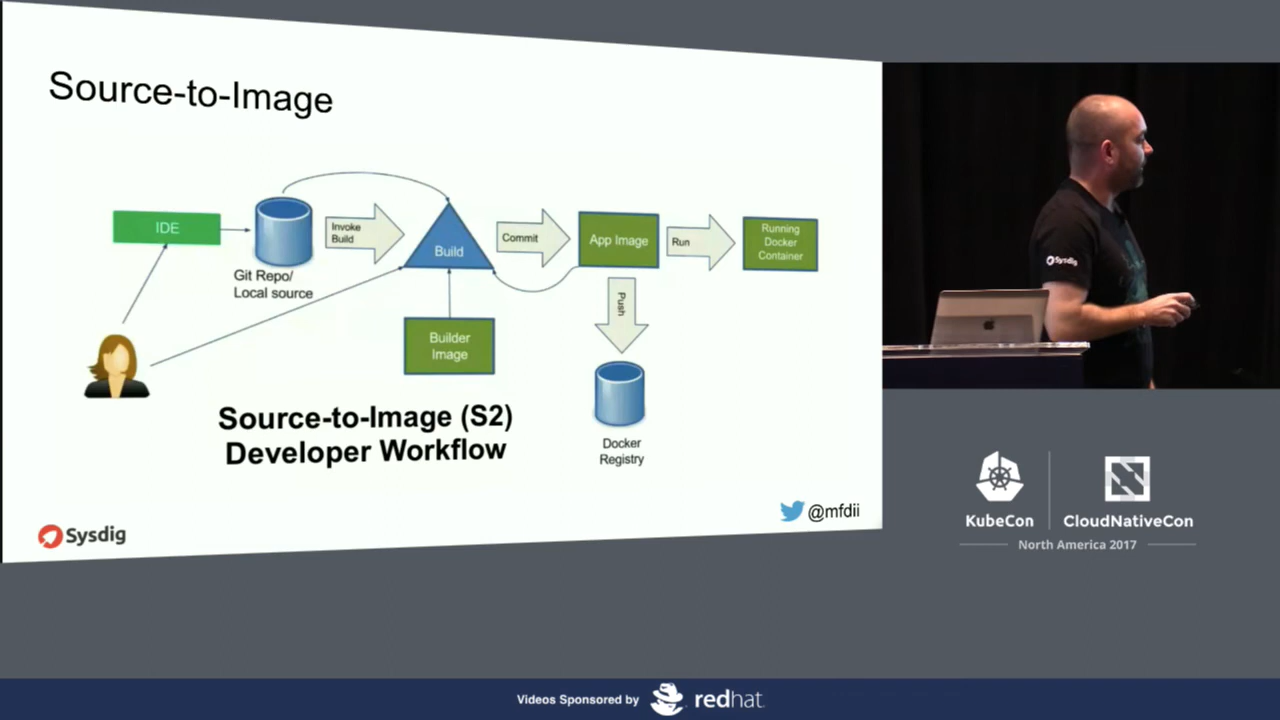 Source-to-Image
IDE
Git Repo/
Local source
Invoke
Build
Build
Commit
App Image
Run
Running
Docker
Container
Builder
Image
Push
Docker
Registry
Source-to-Image (S2)
Developer Workflow
Sysdig
@mfdii
Sysdig
KubeCon
CloudNativeCon
North America 2017
Videos Sponsored by
redhat.